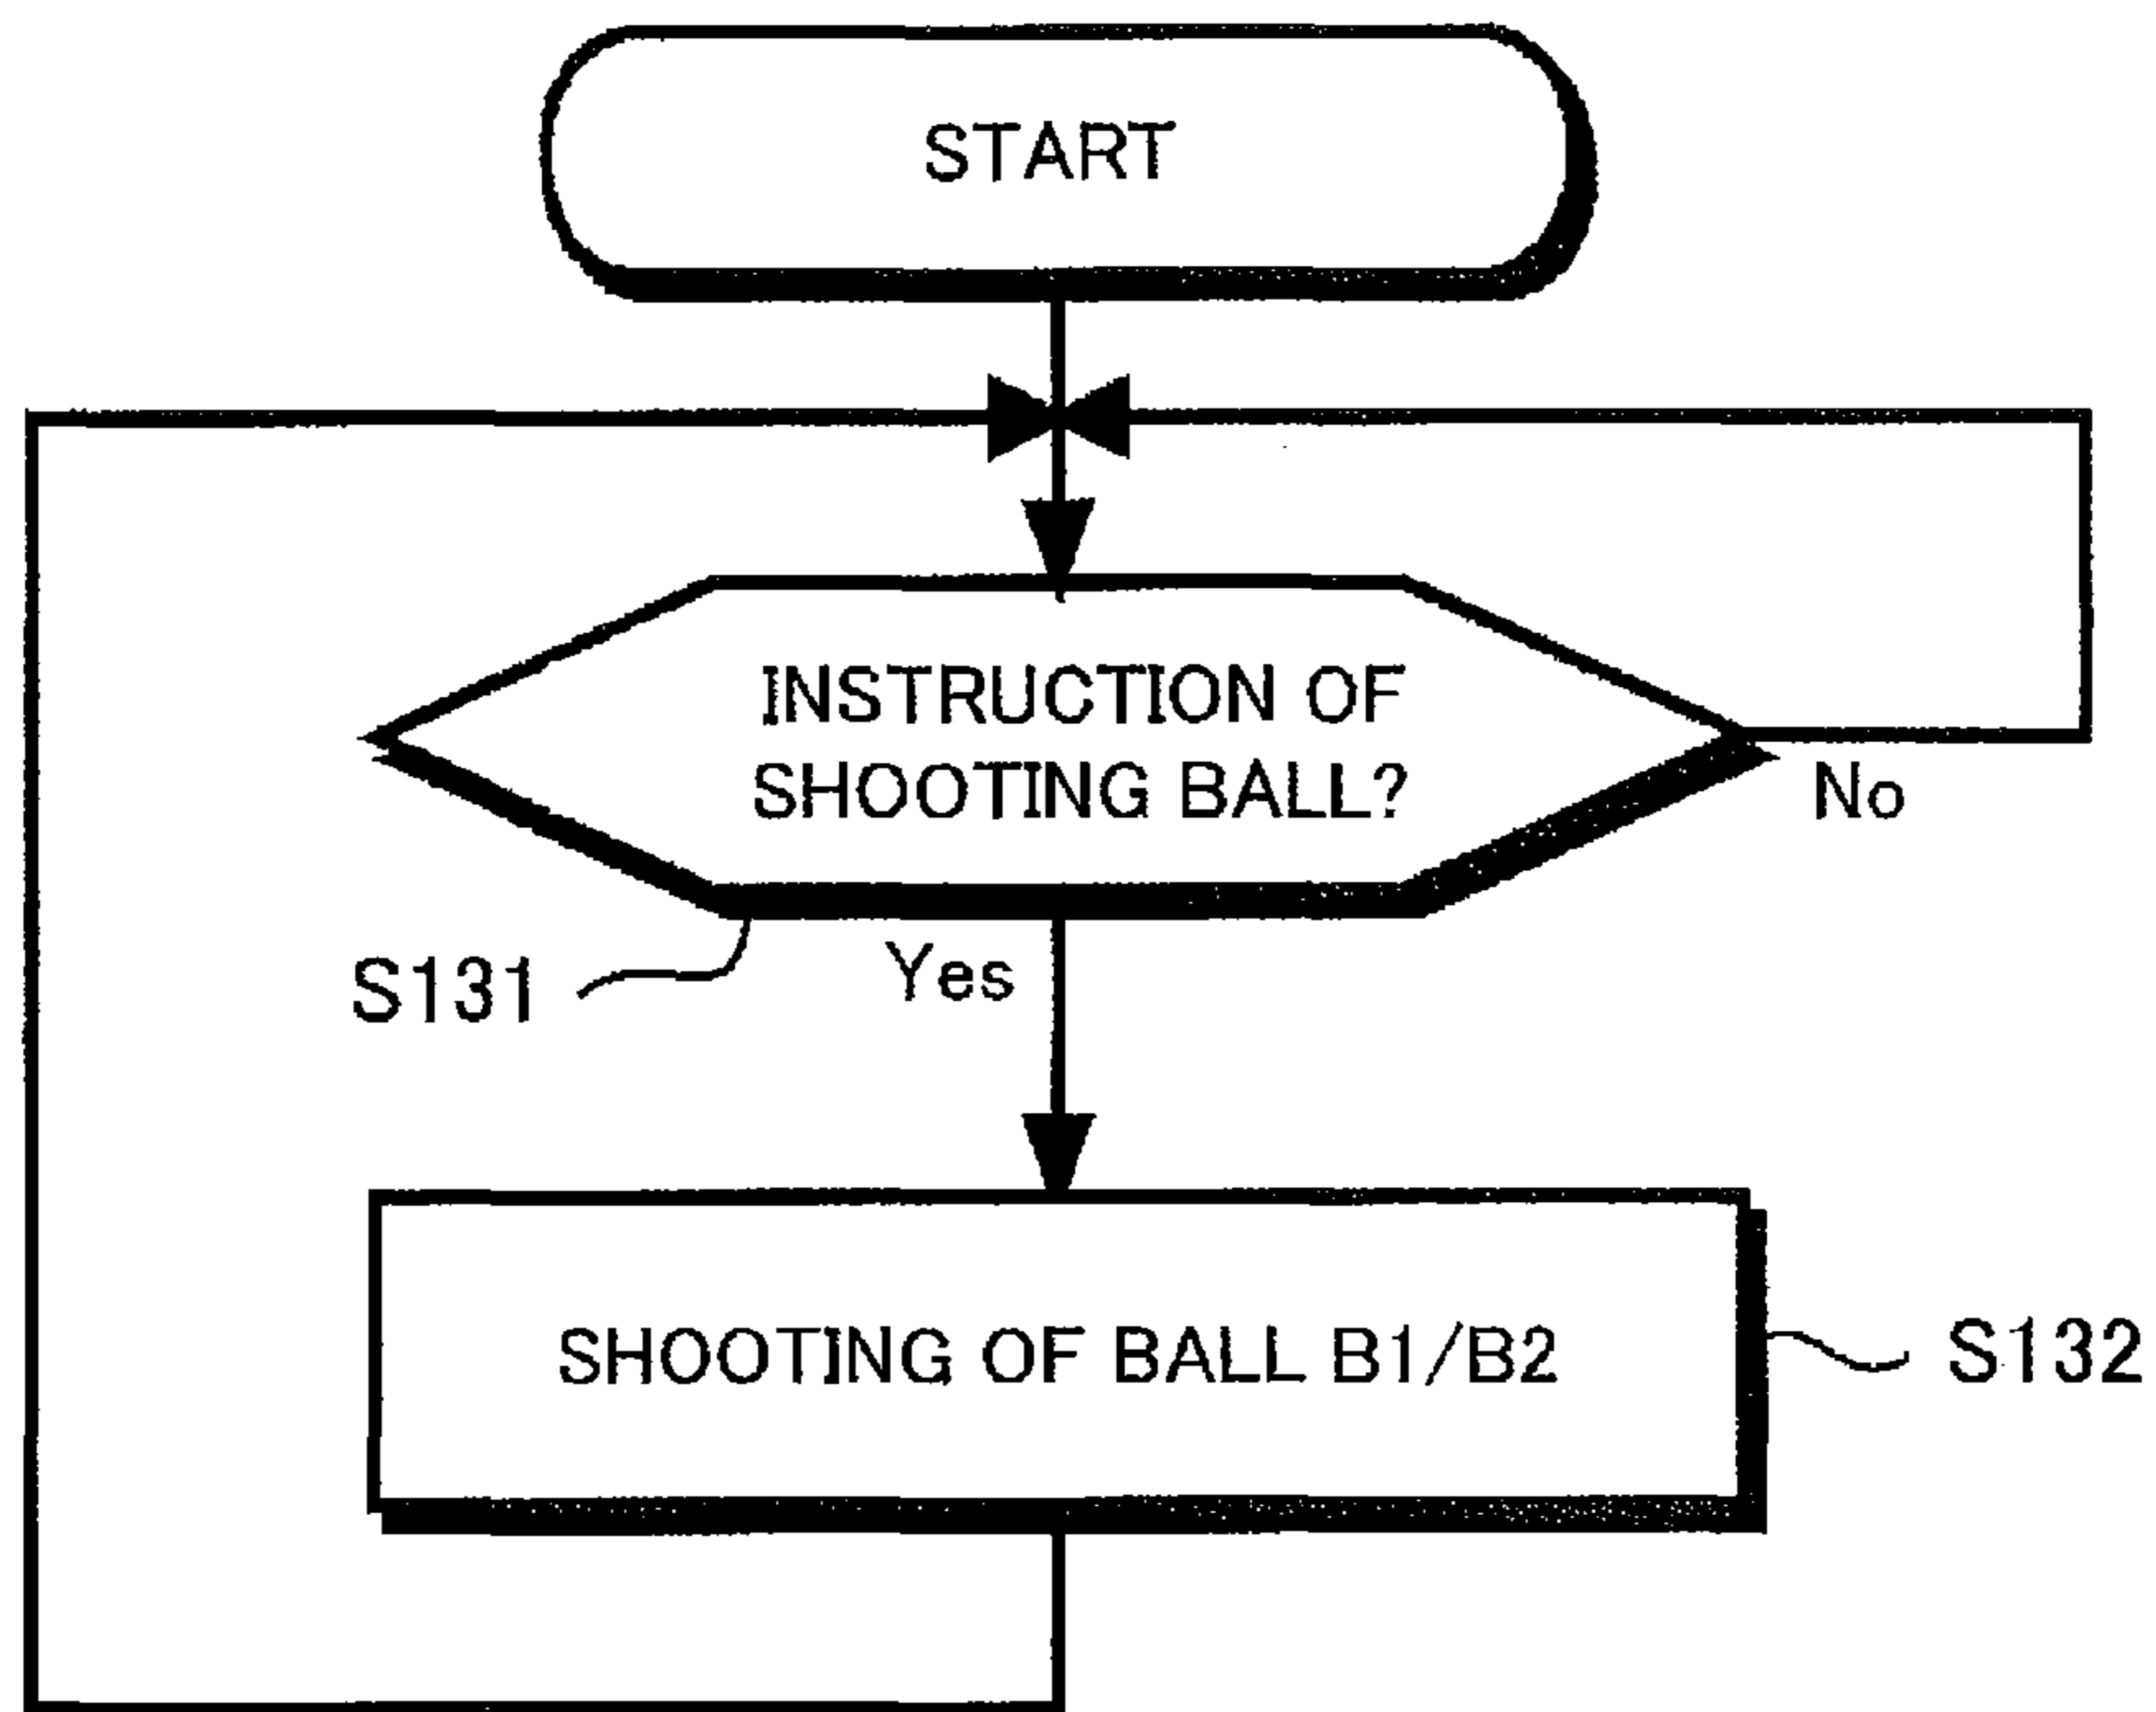 START
INSTRUCTION OF
SHOOTING BALL?
No
S131
Yes
SHOOTING OF BALL B1/B2
S132